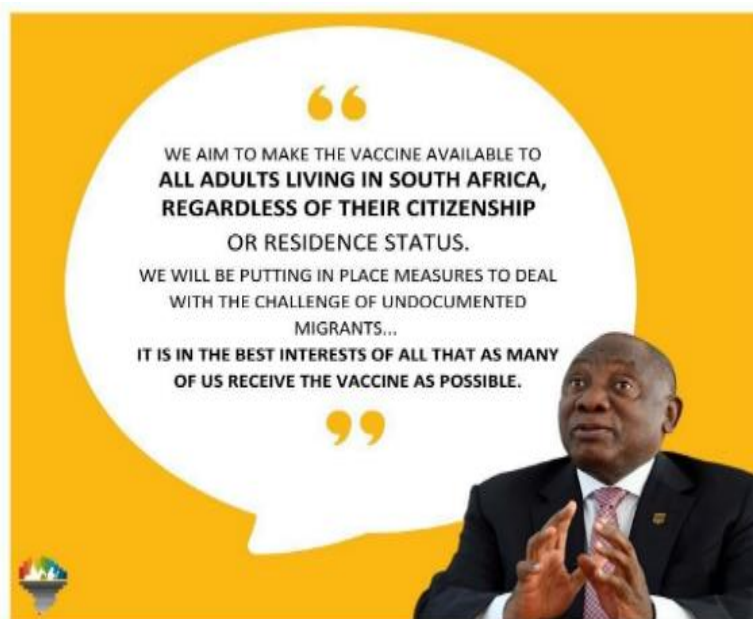 “
WE AIM TO MAKE THE VACCINE AVAILABLE TO
ALL ADULTS LIVING IN SOUTH AFRICA,
REGARDLESS OF THEIR CITIZENSHIP
OR RESIDENCE STATUS.
WE WILL BE PUTTING IN PLACE MEASURES TO DEAL
WITH THE CHALLENGE OF UNDOCUMENTED
MIGRANTS...
IT IS IN THE BEST INTERESTS OF ALL THAT AS MANY
OF US RECEIVE THE VACCINE AS POSSIBLE.
”